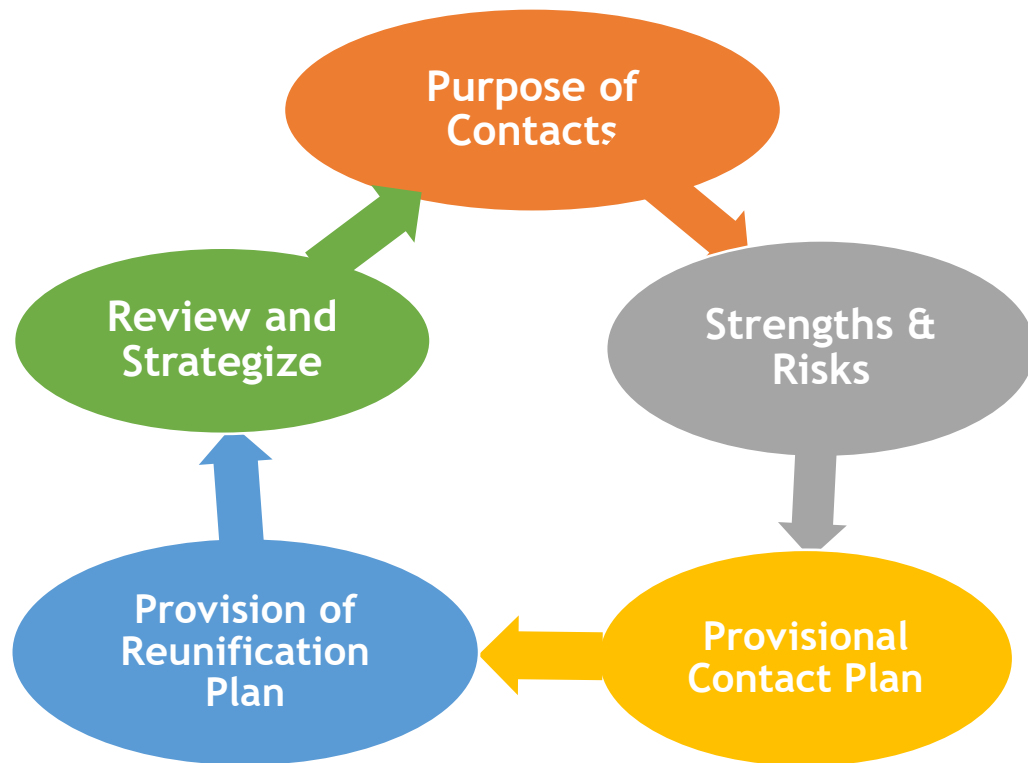 Purpose of
Contacts
Strengths &
Risks
Provisional
Contact Plan
Provision of
Reunification
Plan
Review and
Strategize